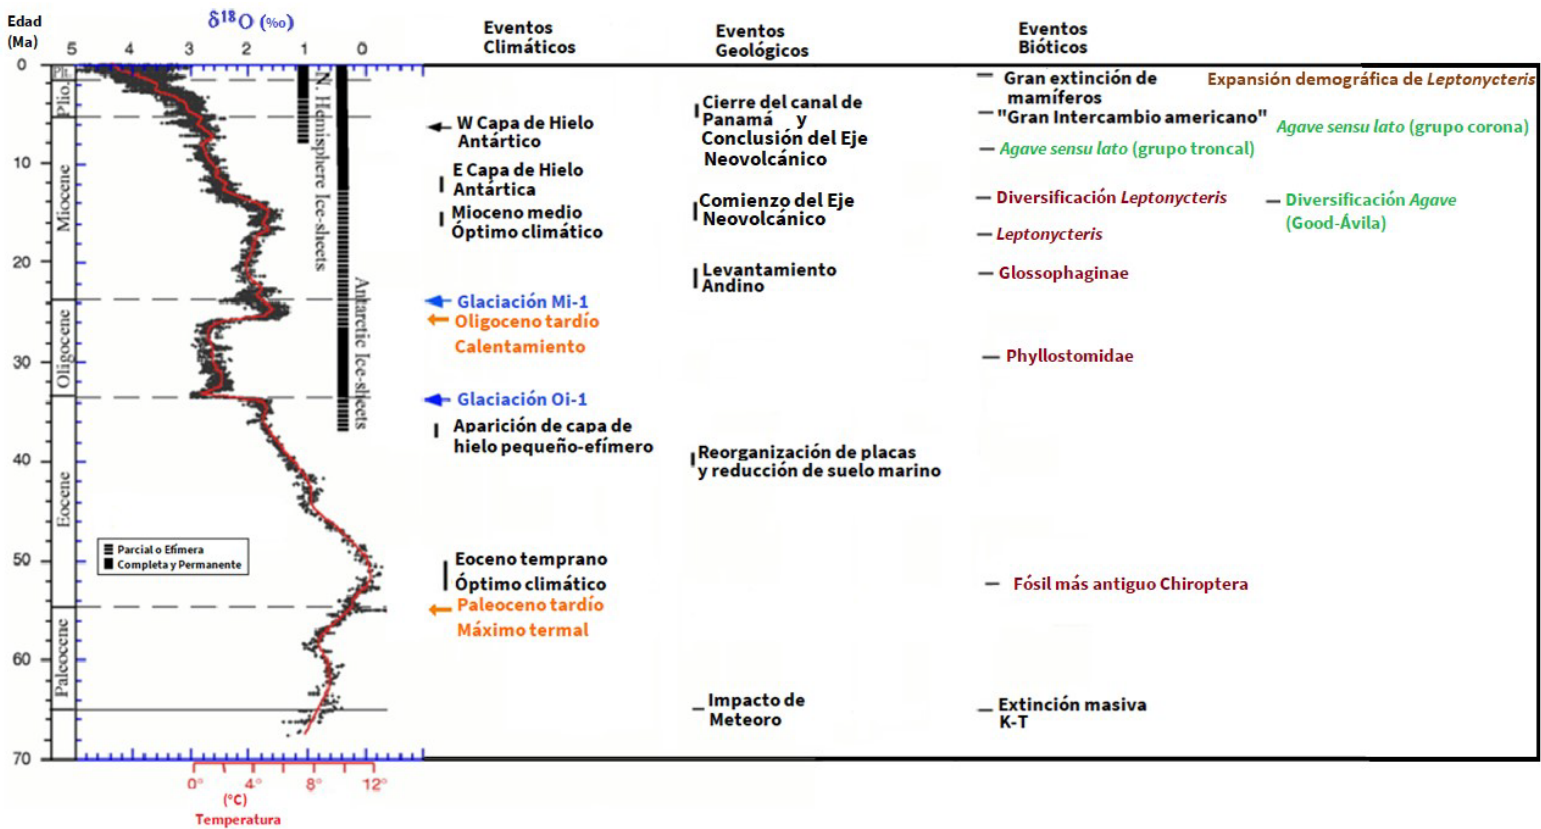 Edad
(Ma)
δ18O (‰)
5 4 3 2 1 0
Eventos
Climáticos
Eventos
Geológicos
Eventos
Bióticos
0
10
20
30
40
50
60
70
Plt.
Plio.
Miocene
Oligocene
Eocene
Paleocene
N. Hemisphere Ice-sheets
Antarctic Ice-sheets
Parcial o Efímera
Completa y Permanente
W Capa de Hielo
Antártico
E Capa de Hielo
Antártica
Mioceno medio
Óptimo climático
Glaciación Mi-1
Oligoceno tardío
Calentamiento
Glaciación Oi-1
Aparición de capa de
hielo pequeño-efímero
Eoceno temprano
Óptimo climático
Paleoceno tardío
Máximo termal
Cierre del canal de
Panamá y
Conclusión del Eje
Neovolcánico
Comienzo del Eje
Neovolcánico
Levantamiento
Andino
Reorganización de placas
y reducción de suelo marino
Impacto de
Meteoro
Gran extinción de
mamíferos
Expansión demográfica de Leptonycteris
"Gran Intercambio americano"
Agave sensu lato (grupo corona)
Agave sensu lato (grupo troncal)
Diversificación Leptonycteris
Diversificación Agave
(Good-Ávila)
Leptonycteris
Glossophaginae
Phyllostomidae
Fósil más antiguo Chiroptera
Extinción masiva
K-T
0° 4° 8° 12°
(°C)
Temperatura